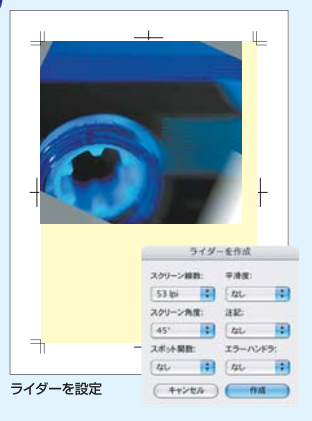 ライダーを作成
スクリーン線数: 平滑度:
53 lpi なし
スクリーン角度: 注記:
45° なし
スポット関数: エラーハンドラ:
なし なし
キャンセル 作成
ライダーを設定